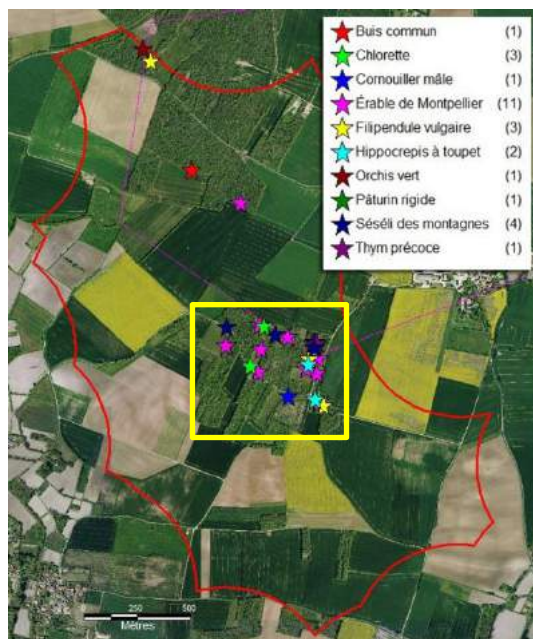 Buis commun (1)
Chlorette (3)
Cornouiller mâle (1)
Érable de Montpellier (11)
Filipendule vulgaire (3)
Hippocrepis à toupet (2)
Orchis vert (1)
Pâturin rigide (1)
Séséli des montagnes (4)
Thym précoce (1)
250 500
Mètres